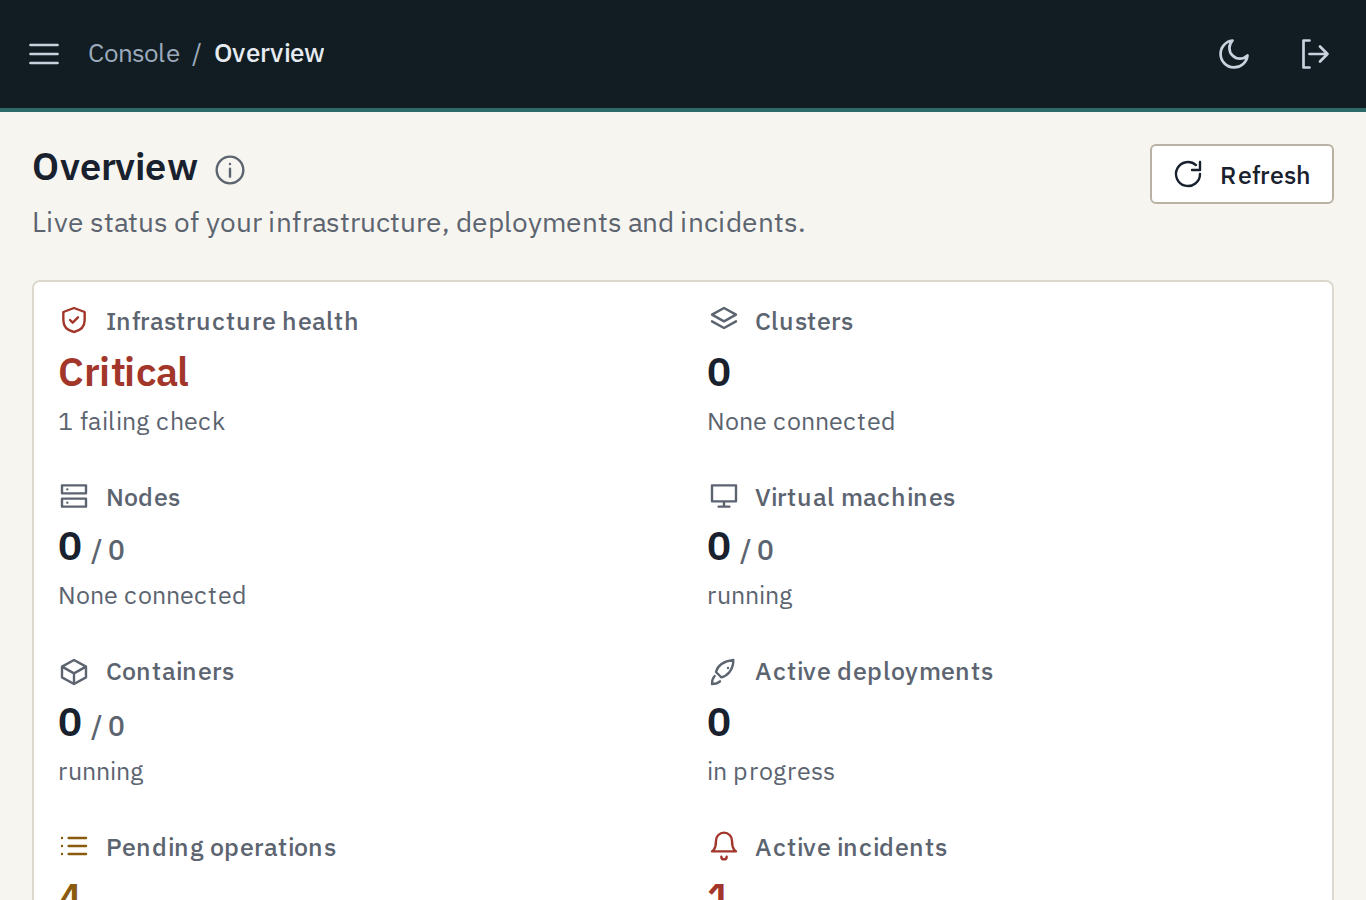 Console / Overview
Overview
Refresh
Live status of your infrastructure, deployments and incidents.
Infrastructure health
Critical
1 failing check
Clusters
0
None connected
Nodes
0 / 0
None connected
Virtual machines
0 / 0
running
Containers
0 / 0
running
Active deployments
0
in progress
Pending operations
4
Active incidents
1